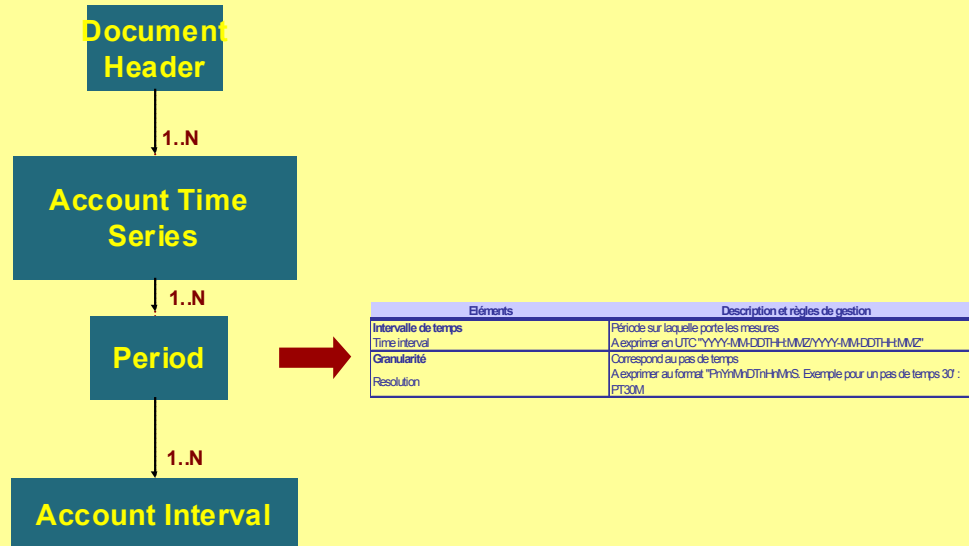 Document
Header
1..N
Account Time
Series
1..N
Period
Eléments Description et règles de gestion
Intervalle de temps Période sur laquelle porte les mesures
Time interval A exprimer en UTC "YYYY-MM-DDTHH:MMZ/YYYY-MM-DDTHH:MMZ"
Granularité Correspond au pas de temps
Resolution A exprimer au format "PnYnMnDTnHnMnS. Exemple pour un pas de temps 30' :
PT30M
1..N
Account Interval